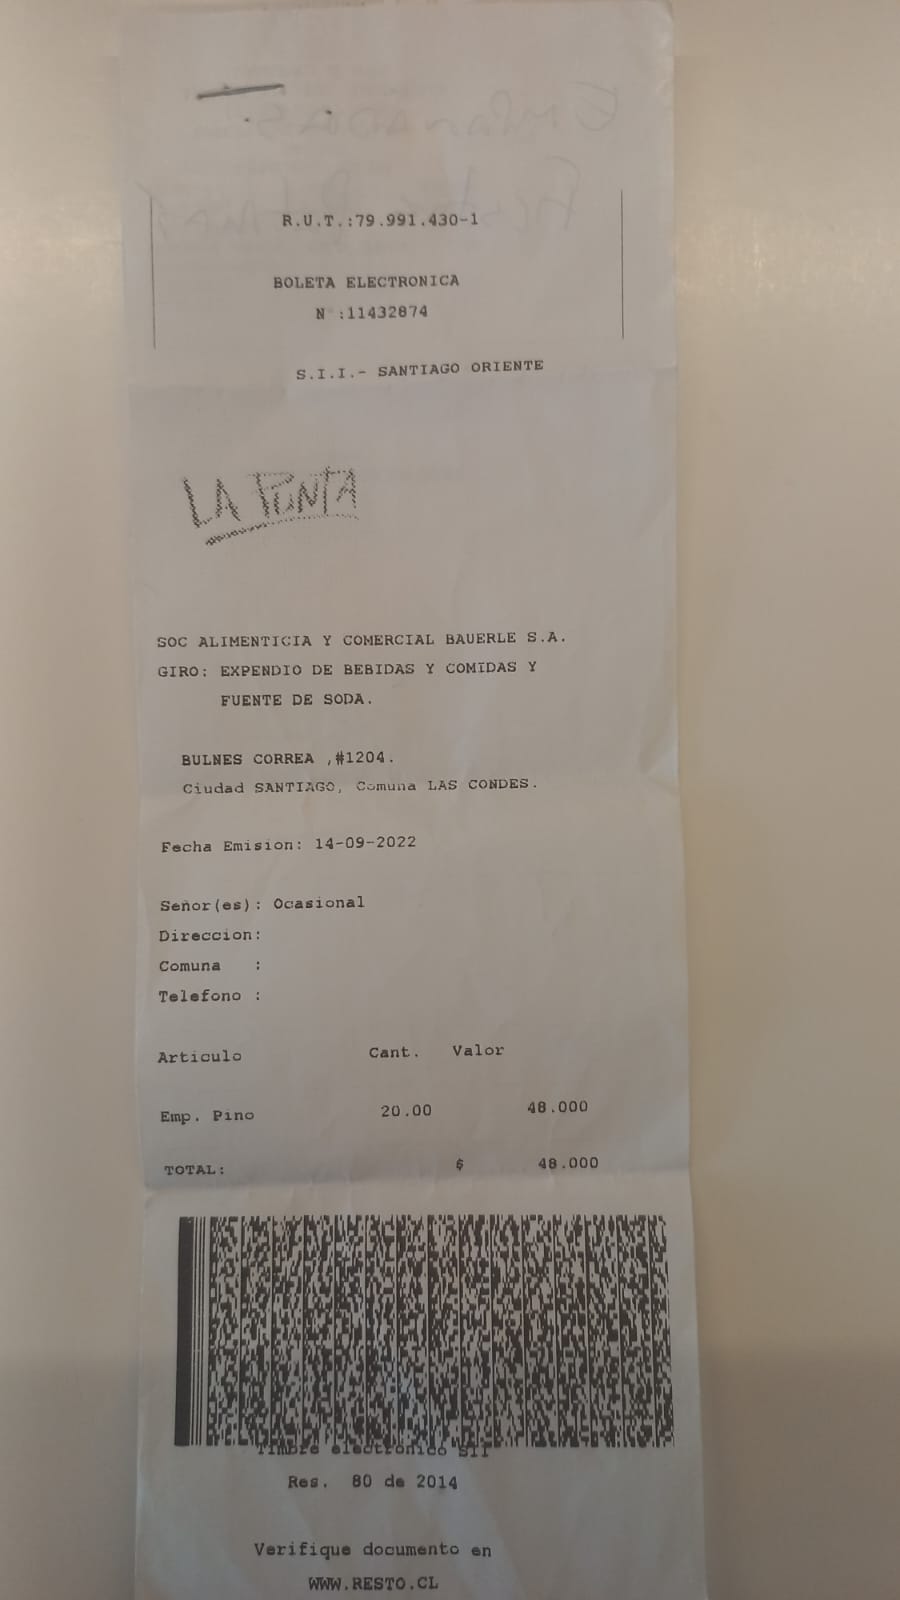 R.U.T.:79.991.430-1
BOLETA ELECTRONICA
N :11432874
S.I.I.- SANTIAGO ORIENTE
LA PUNTA
SOC ALIMENTICIA Y COMERCIAL BAUERLE S.A.
GIRO: EXPENDIO DE BEBIDAS Y COMIDAS Y
FUENTE DE SODA.
BULNES CORREA ,#1204.
Ciudad SANTIAGO, Comuna LAS CONDES.
Fecha Emision: 14-09-2022
Señor(es): Ocasional
Direccion:
Comuna :
Telefono :
Articulo Cant. Valor
Emp. Pino 20.00 48.000
TOTAL: $ 48.000
Timbre electronico SII
Res. 80 de 2014
Verifique documento en
WWW.RESTO.CL